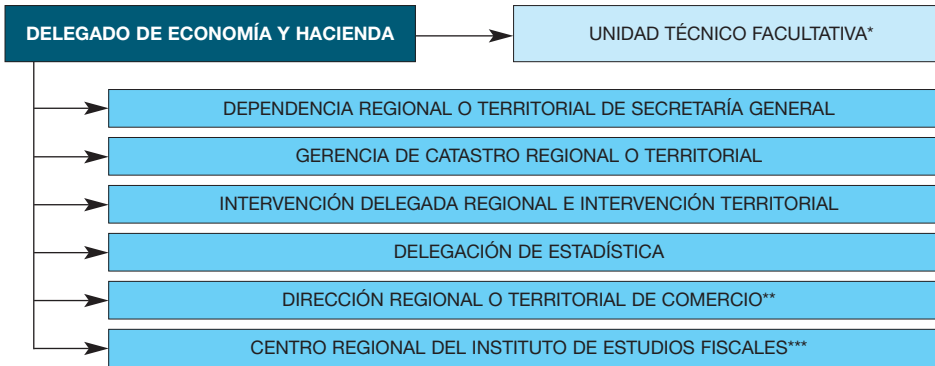 DELEGADO DE ECONOMÍA Y HACIENDA
UNIDAD TÉCNICO FACULTATIVA*
DEPENDENCIA REGIONAL O TERRITORIAL DE SECRETARÍA GENERAL
GERENCIA DE CATASTRO REGIONAL O TERRITORIAL
INTERVENCIÓN DELEGADA REGIONAL E INTERVENCIÓN TERRITORIAL
DELEGACIÓN DE ESTADÍSTICA
DIRECCIÓN REGIONAL O TERRITORIAL DE COMERCIO**
CENTRO REGIONAL DEL INSTITUTO DE ESTUDIOS FISCALES***